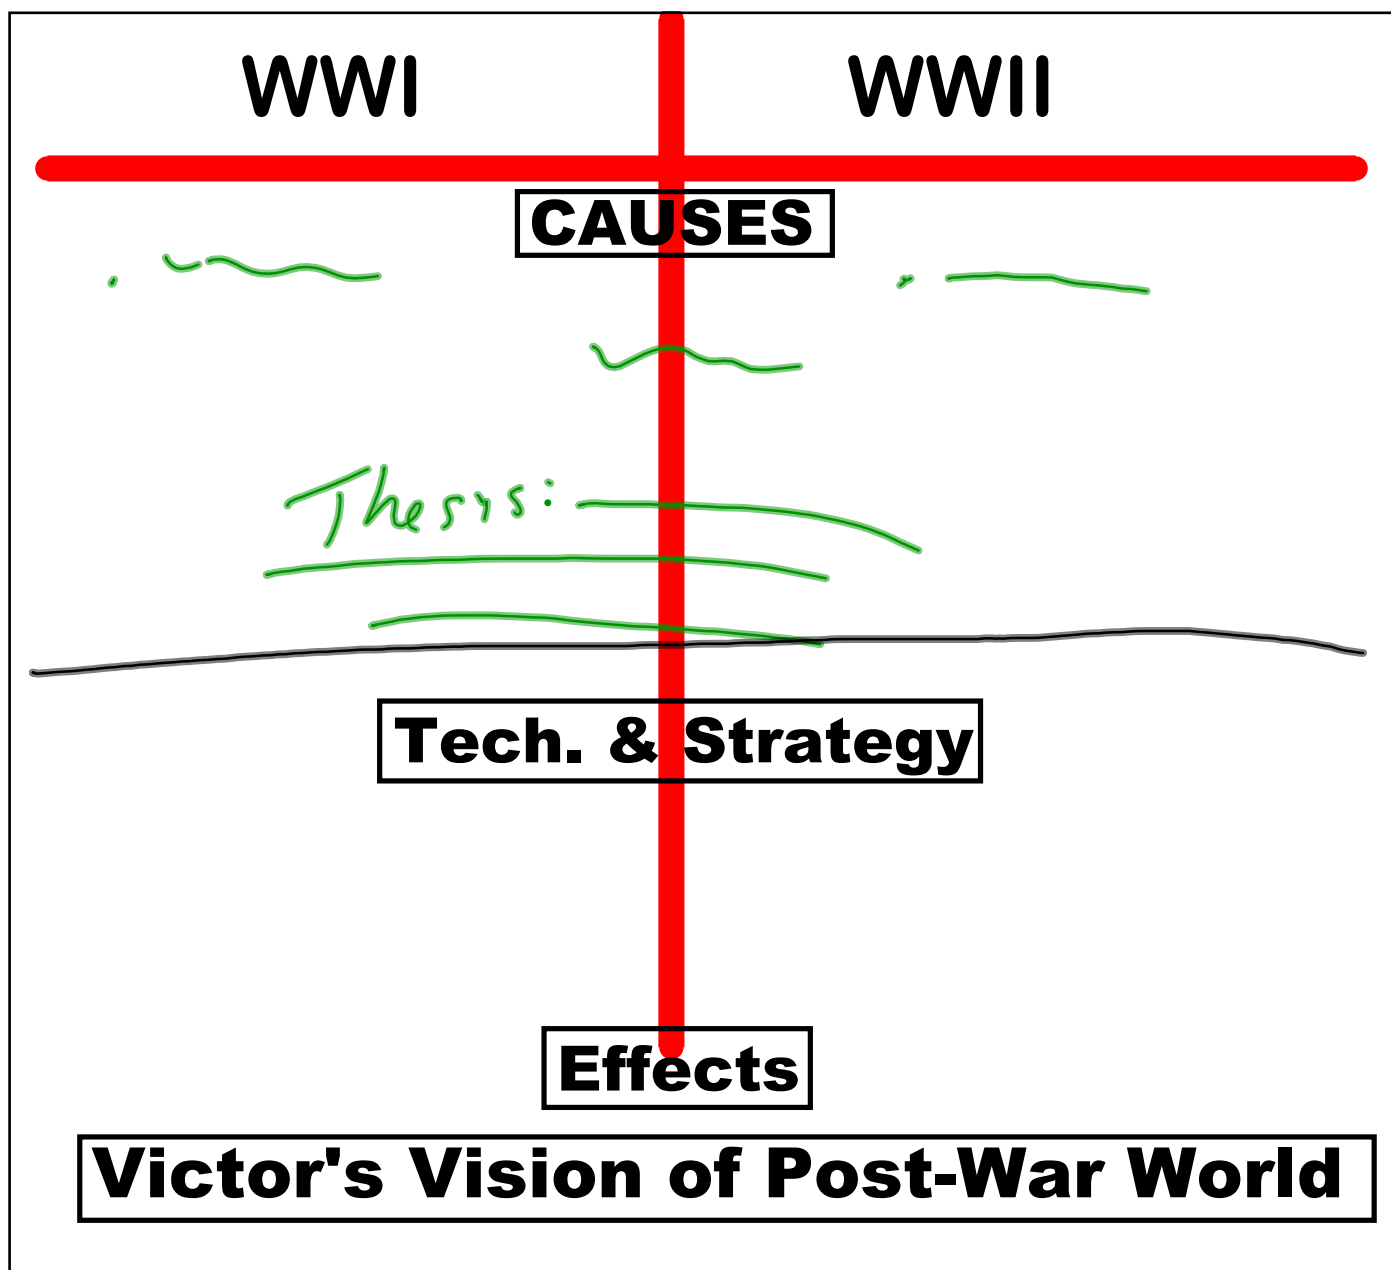 WWI WWII
CAUSES
Thesis:
Tech. & Strategy
Effects
Victor's Vision of Post-War World